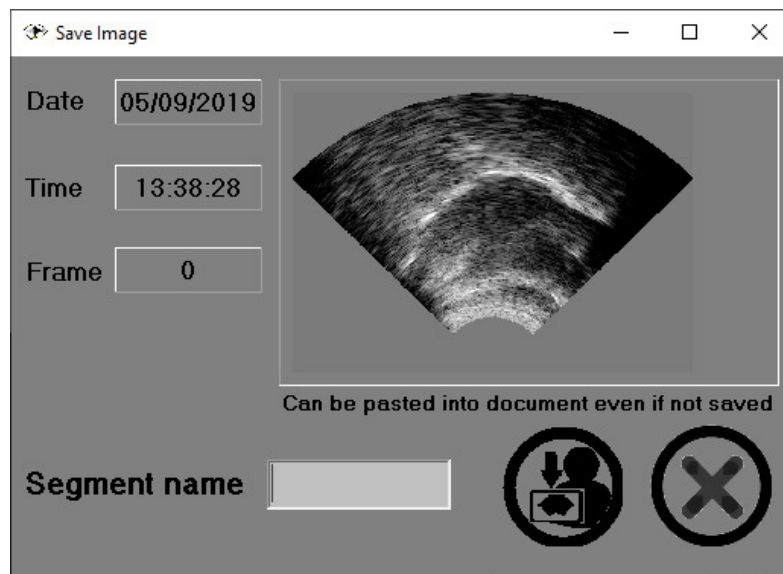 Save Image
Date 05/09/2019
Time 13:38:28
Frame 0
Can be pasted into document even if not saved
Segment name